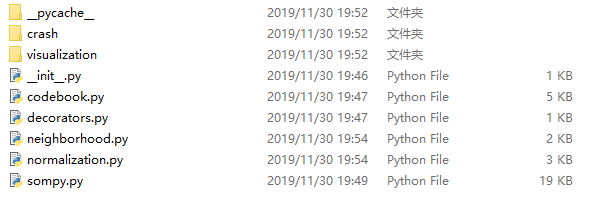 __pycache__ 2019/11/30 19:52 文件夹
crash 2019/11/30 19:52 文件夹
visualization 2019/11/30 19:52 文件夹
__init__.py 2019/11/30 19:46 Python File 1 KB
codebook.py 2019/11/30 19:47 Python File 5 KB
decorators.py 2019/11/30 19:47 Python File 1 KB
neighborhood.py 2019/11/30 19:54 Python File 2 KB
normalization.py 2019/11/30 19:54 Python File 3 KB
sompy.py 2019/11/30 19:49 Python File 19 KB